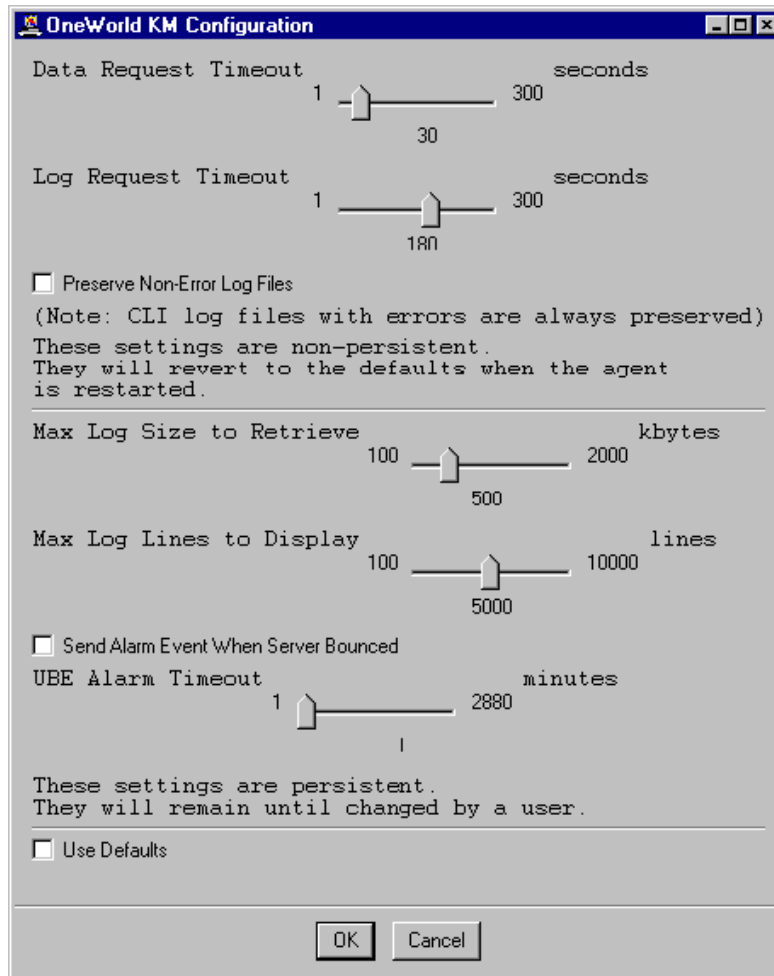 OneWorld KM Configuration
Data Request Timeout 1 300 seconds
30
Log Request Timeout 1 300 seconds
180
Preserve Non-Error Log Files
(Note: CLI log files with errors are always preserved)
These settings are non-persistent.
They will revert to the defaults when the agent
is restarted.
Max Log Size to Retrieve 100 2000 kbytes
500
Max Log Lines to Display 100 10000 lines
5000
Send Alarm Event When Server Bounced
UBE Alarm Timeout 1 2880 minutes
These settings are persistent.
They will remain until changed by a user.
Use Defaults
OK Cancel